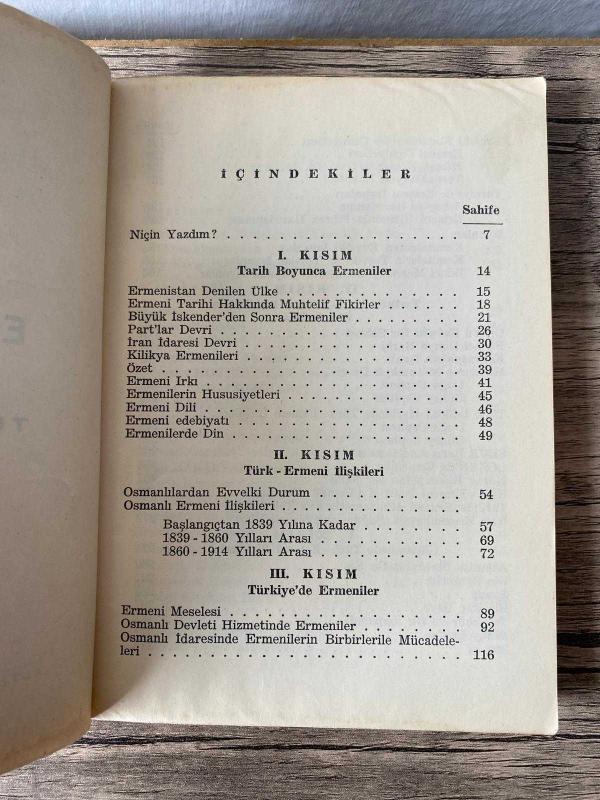 İÇİNDEKİLER
Sahife
Niçin Yazdım? . . . . . . . . . . . . . . . . . . 7
I. KISIM
Tarih Boyunca Ermeniler 14
Ermenistan Denilen Ülke . . . . . . . . . . . . . . 15
Ermeni Tarihi Hakkında Muhtelif Fikirler . . . . . . 18
Büyük İskender'den Sonra Ermeniler . . . . . . . . 21
Part'lar Devri . . . . . . . . . . . . . . . . . . 26
İran İdaresi Devri . . . . . . . . . . . . . . . . 30
Kilikya Ermenileri . . . . . . . . . . . . . . . . 33
Özet . . . . . . . . . . . . . . . . . . . . . . 39
Ermeni Irkı . . . . . . . . . . . . . . . . . . . 41
Ermenilerin Hususiyetleri . . . . . . . . . . . . . 45
Ermeni Dili . . . . . . . . . . . . . . . . . . . 46
Ermeni edebiyatı . . . . . . . . . . . . . . . . . 48
Ermenilerde Din . . . . . . . . . . . . . . . . . 49
II. KISIM
Türk - Ermeni İlişkileri
Osmanlılardan Evvelki Durum . . . . . . . . . . . 54
Osmanlı Ermeni İlişkileri . . . . . . . . . . . . .
Başlangıçtan 1839 Yılına Kadar . . . . . . . . 57
1839 - 1860 Yılları Arası . . . . . . . . . . . 69
1860 - 1914 Yılları Arası . . . . . . . . . . . 72
III. KISIM
Türkiye'de Ermeniler
Ermeni Meselesi . . . . . . . . . . . . . . . . . 89
Osmanlı Devleti Hizmetinde Ermeniler . . . . . . . 92
Osmanlı İdaresinde Ermenilerin Birbirlerile Mücadele-
leri . . . . . . . . . . . . . . . . . . . . . . 116